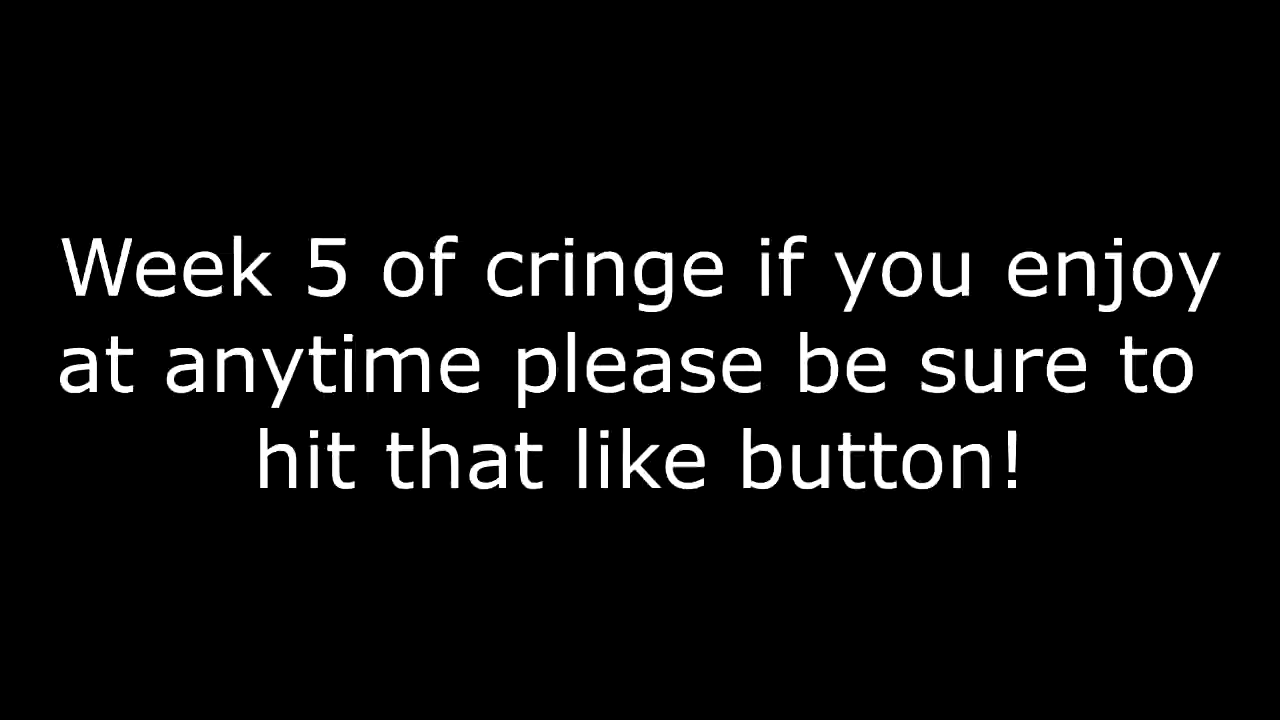 Week 5 of cringe if you enjoy
at anytime please be sure to
hit that like button!